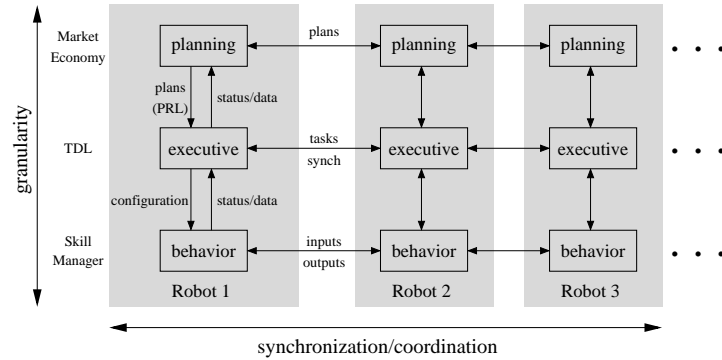 Market
Economy
planning
plans
planning
planning
plans
(PRL)
status/data
TDL
executive
tasks
synch
executive
executive
granularity
configuration
status/data
Skill
Manager
behavior
inputs
outputs
behavior
behavior
Robot 1
Robot 2
Robot 3
synchronization/coordination